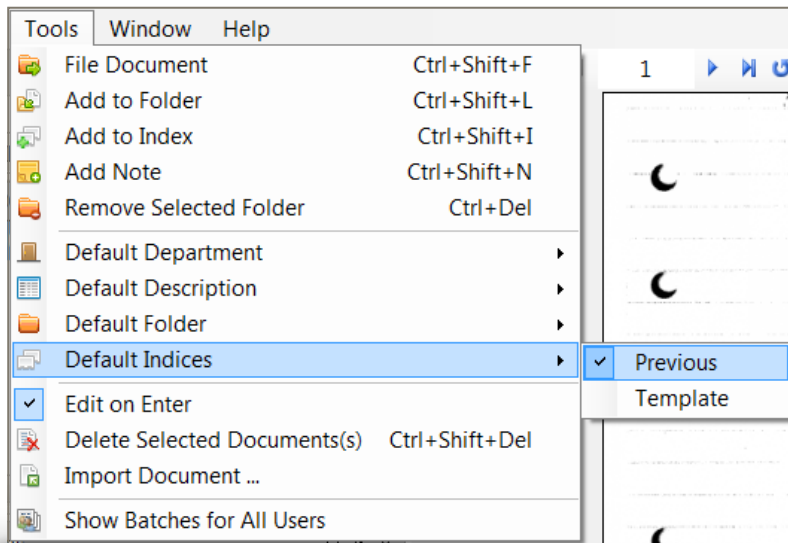 Tools Window Help
File Document Ctrl+Shift+F
Add to Folder Ctrl+Shift+L
Add to Index Ctrl+Shift+I
Add Note Ctrl+Shift+N
Remove Selected Folder Ctrl+Del
Default Department
Default Description
Default Folder
Default Indices
Edit on Enter
Delete Selected Documents(s) Ctrl+Shift+Del
Import Document ...
Show Batches for All Users
1
Previous
Template